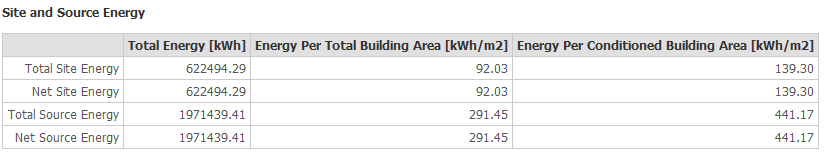 Site and Source Energy
Total Energy [kWh] Energy Per Total Building Area [kWh/m2] Energy Per Conditioned Building Area [kWh/m2]
Total Site Energy 622494.29 92.03 139.30
Net Site Energy 622494.29 92.03 139.30
Total Source Energy 1971439.41 291.45 441.17
Net Source Energy 1971439.41 291.45 441.17